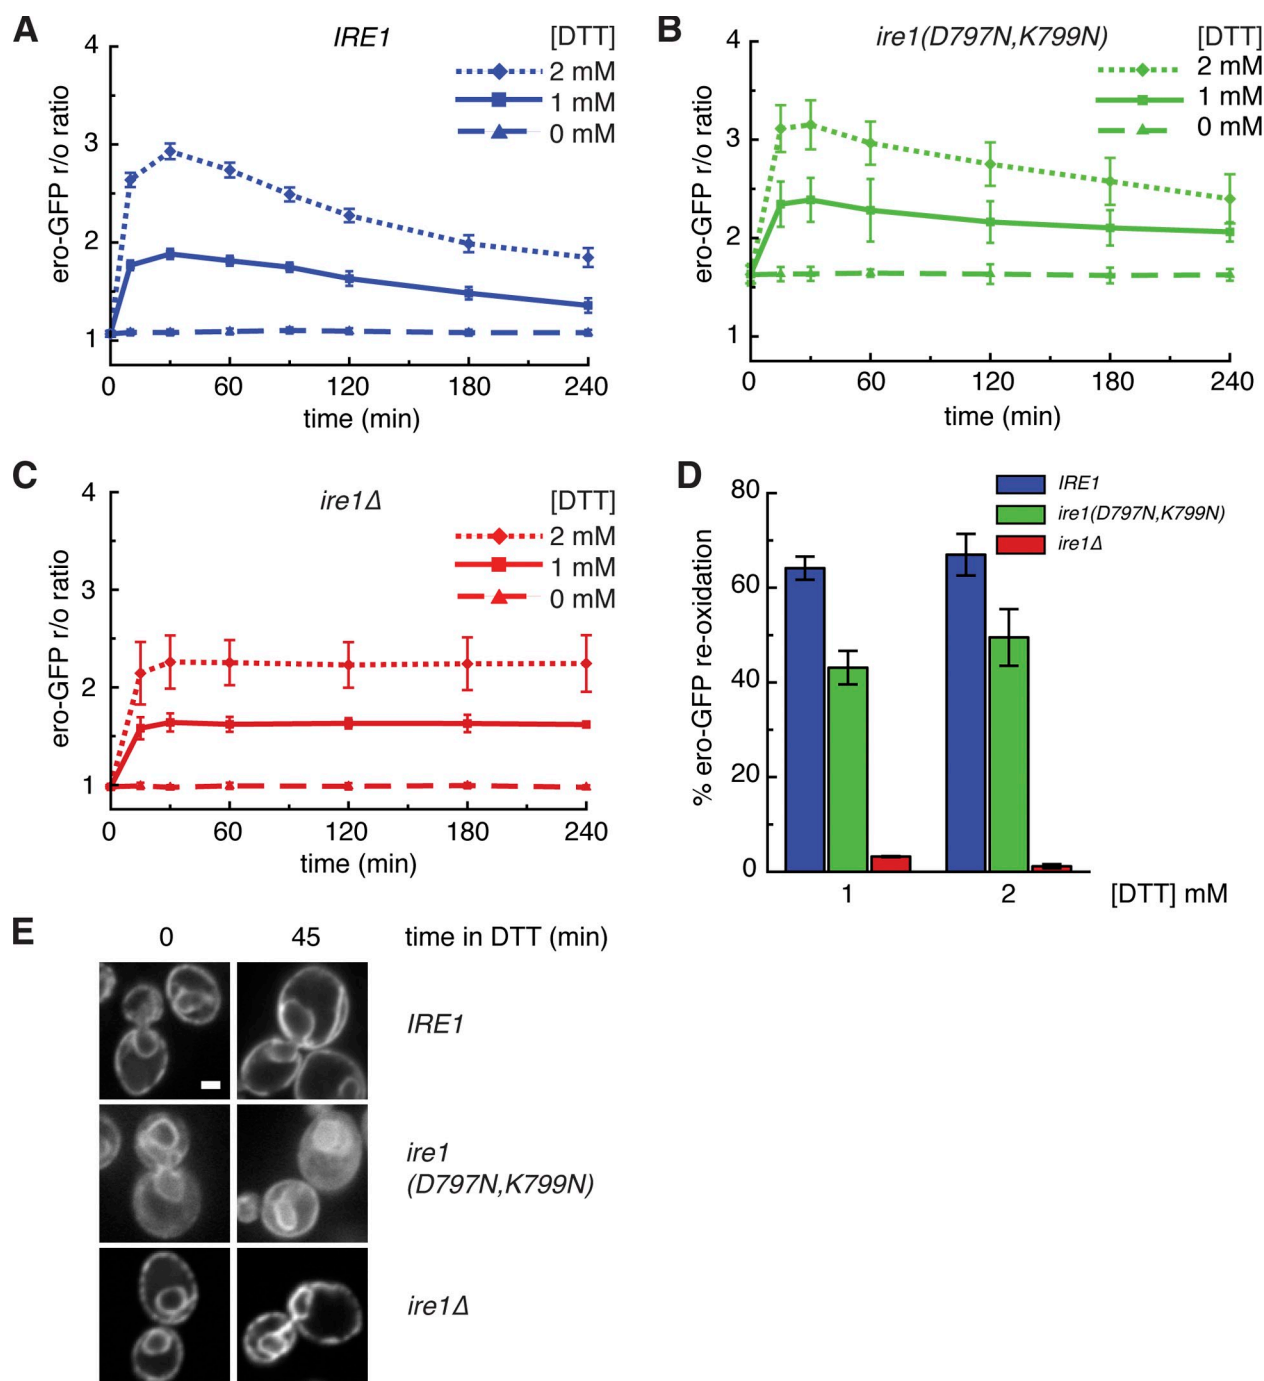 A
IRE1
[DTT]
2 mM
1 mM
0 mM
ero-GFP r/o ratio
4
3
2
1
0
60
120
180
240
time (min)
B
ire1(D797N,K799N)
[DTT]
2 mM
1 mM
0 mM
ero-GFP r/o ratio
4
3
2
1
0
60
120
180
240
time (min)
C
ire1Δ
[DTT]
2 mM
1 mM
0 mM
ero-GFP r/o ratio
4
3
2
1
0
60
120
180
240
time (min)
D
IRE1
ire1(D797N,K799N)
ire1Δ
% ero-GFP re-oxidation
80
60
40
20
0
1
2
[DTT] mM
E
0
45
time in DTT (min)
IRE1
ire1
(D797N,K799N)
ire1Δ